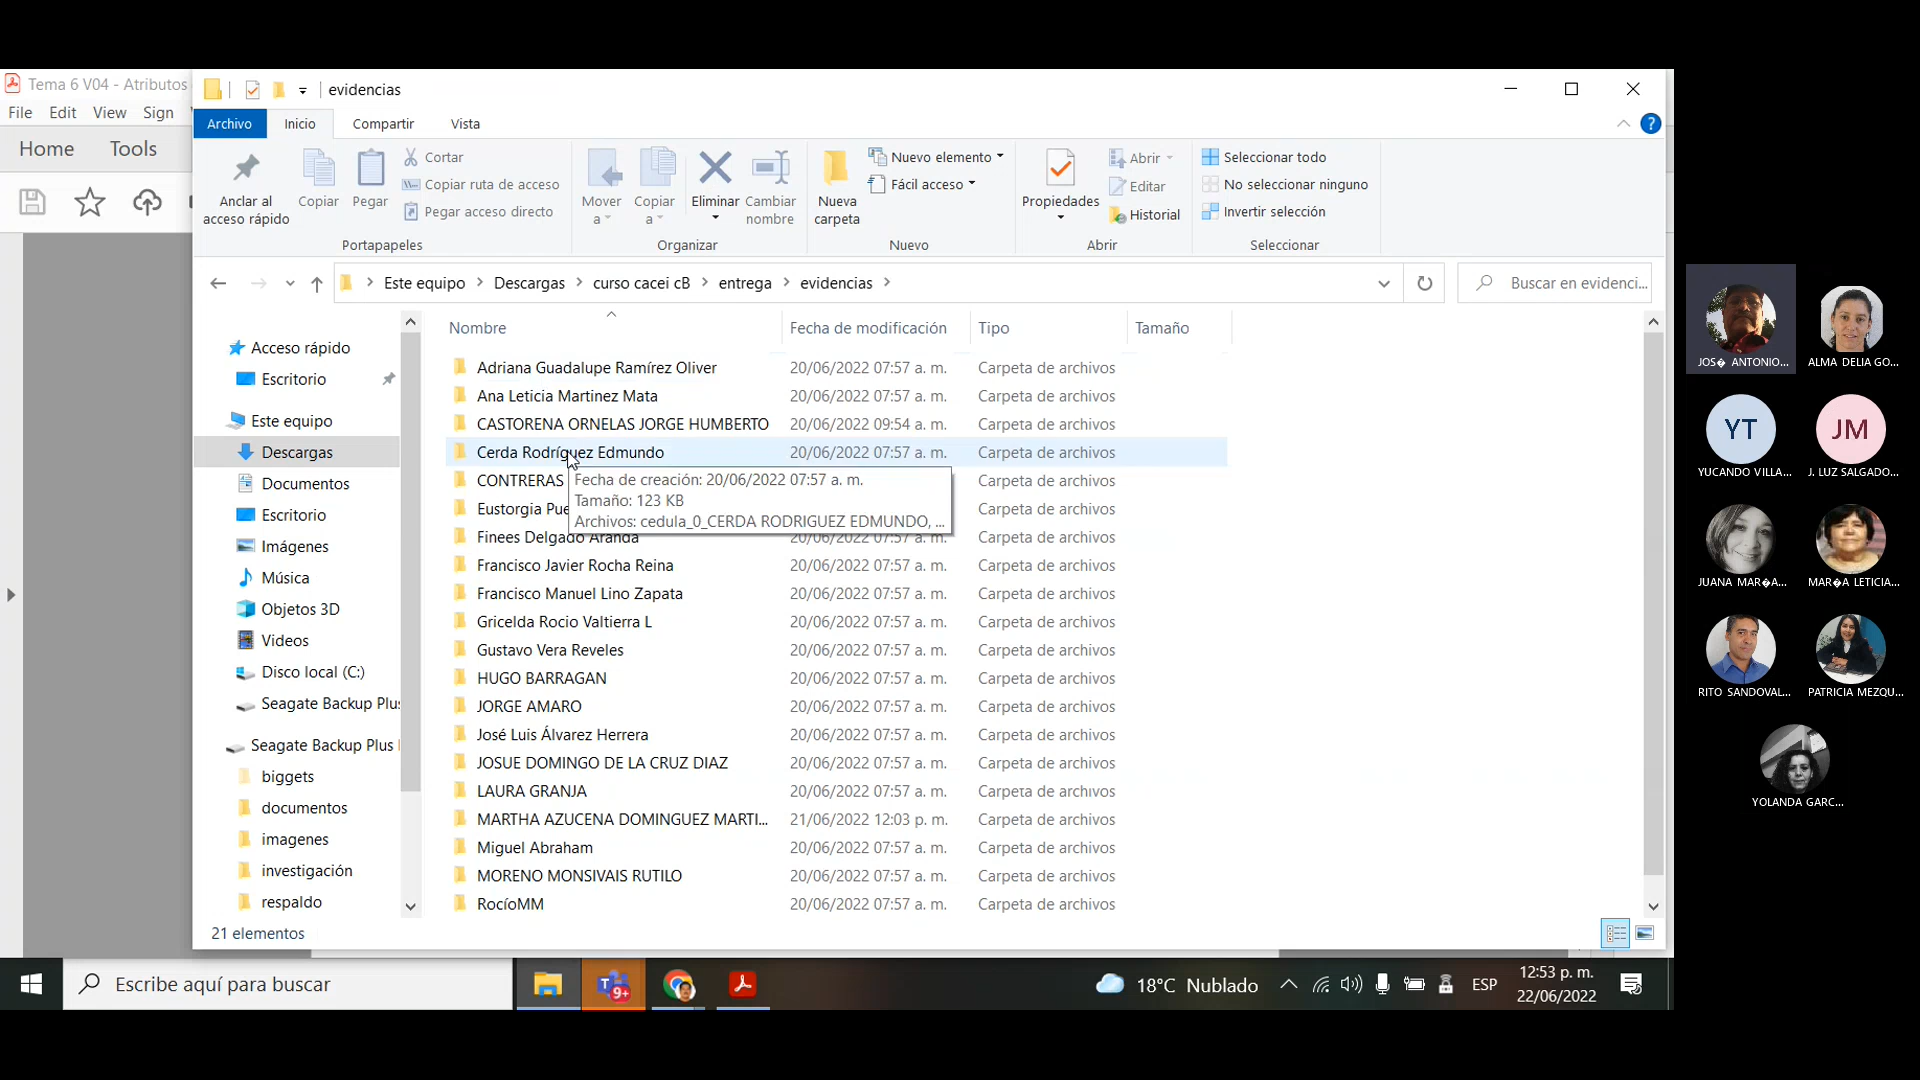 Tema 6 V04 - Atributos
File Edit View Sign
Home Tools
evidencias
Archivo Inicio Compartir Vista
Anclar al acceso rápido
Copiar
Pegar
Cortar
Copiar ruta de acceso
Pegar acceso directo
Portapapeles
Mover a
Copiar a
Eliminar
Cambiar nombre
Organizar
Nueva carpeta
Nuevo elemento
Fácil acceso
Nuevo
Propiedades
Abrir
Editar
Historial
Abrir
Seleccionar todo
No seleccionar ninguno
Invertir selección
Seleccionar
Este equipo > Descargas > curso cacei cB > entrega > evidencias >
Buscar en evidenci...
Acceso rápido
Escritorio
Este equipo
Descargas
Documentos
Escritorio
Imágenes
Música
Objetos 3D
Videos
Disco local (C:)
Seagate Backup Plus
Seagate Backup Plus
biggets
documentos
imagenes
investigación
respaldo
Nombre Fecha de modificación Tipo Tamaño
Adriana Guadalupe Ramírez Oliver 20/06/2022 07:57 a. m. Carpeta de archivos
Ana Leticia Martinez Mata 20/06/2022 07:57 a. m. Carpeta de archivos
CASTORENA ORNELAS JORGE HUMBERTO 20/06/2022 09:54 a. m. Carpeta de archivos
Cerda Rodríguez Edmundo 20/06/2022 07:57 a. m. Carpeta de archivos
CONTRERAS Carpeta de archivos
Eustorgia Pue Carpeta de archivos
Finees Delgado Aranda 20/06/2022 07:57 a. m. Carpeta de archivos
Fecha de creación: 20/06/2022 07:57 a. m.
Tamaño: 123 KB
Archivos: cedula_0_CERDA RODRIGUEZ EDMUNDO, ...
Francisco Javier Rocha Reina 20/06/2022 07:57 a. m. Carpeta de archivos
Francisco Manuel Lino Zapata 20/06/2022 07:57 a. m. Carpeta de archivos
Gricelda Rocio Valtierra L 20/06/2022 07:57 a. m. Carpeta de archivos
Gustavo Vera Reveles 20/06/2022 07:57 a. m. Carpeta de archivos
HUGO BARRAGAN 20/06/2022 07:57 a. m. Carpeta de archivos
JORGE AMARO 20/06/2022 07:57 a. m. Carpeta de archivos
José Luis Álvarez Herrera 20/06/2022 07:57 a. m. Carpeta de archivos
JOSUE DOMINGO DE LA CRUZ DIAZ 20/06/2022 07:57 a. m. Carpeta de archivos
LAURA GRANJA 20/06/2022 07:57 a. m. Carpeta de archivos
MARTHA AZUCENA DOMINGUEZ MARTI... 21/06/2022 12:03 p. m. Carpeta de archivos
Miguel Abraham 20/06/2022 07:57 a. m. Carpeta de archivos
MORENO MONSIVAIS RUTILO 20/06/2022 07:57 a. m. Carpeta de archivos
RocíoMM 20/06/2022 07:57 a. m. Carpeta de archivos
21 elementos
Escribe aquí para buscar
9+
18°C Nublado
ESP
12:53 p. m.
22/06/2022
JOS� ANTONIO...
ALMA DELIA GO...
YT
YUCANDO VILLA...
JM
J. LUZ SALGADO...
JUANA MAR�A...
MAR�A LETICIA...
RITO SANDOVAL...
PATRICIA MEZQU...
YOLANDA GARC...